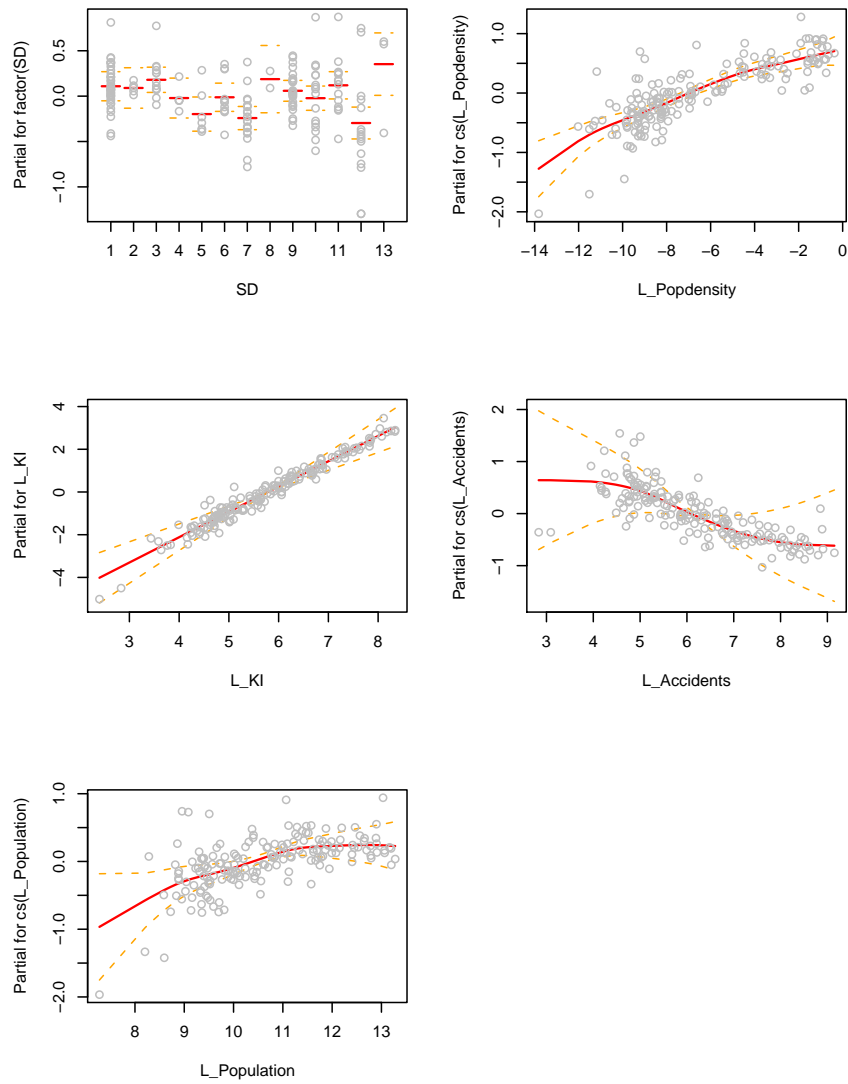 Partial for factor(SD)
0.5
0.0
−1.0
1 2 3 4 5 6 7 9 11 13
SD
Partial for cs(L_Popdensity)
1.0
0.0
−1.0
−2.0
−14 −12 −10 −8 −6 −4 −2 0
L_Popdensity
Partial for L_KI
4
2
0
−2
−4
3 4 5 6 7 8
L_KI
Partial for cs(L_Accidents)
2
1
0
−1
3 4 5 6 7 8 9
L_Accidents
Partial for cs(L_Population)
1.0
0.0
−1.0
−2.0
8 9 10 11 12 13
L_Population